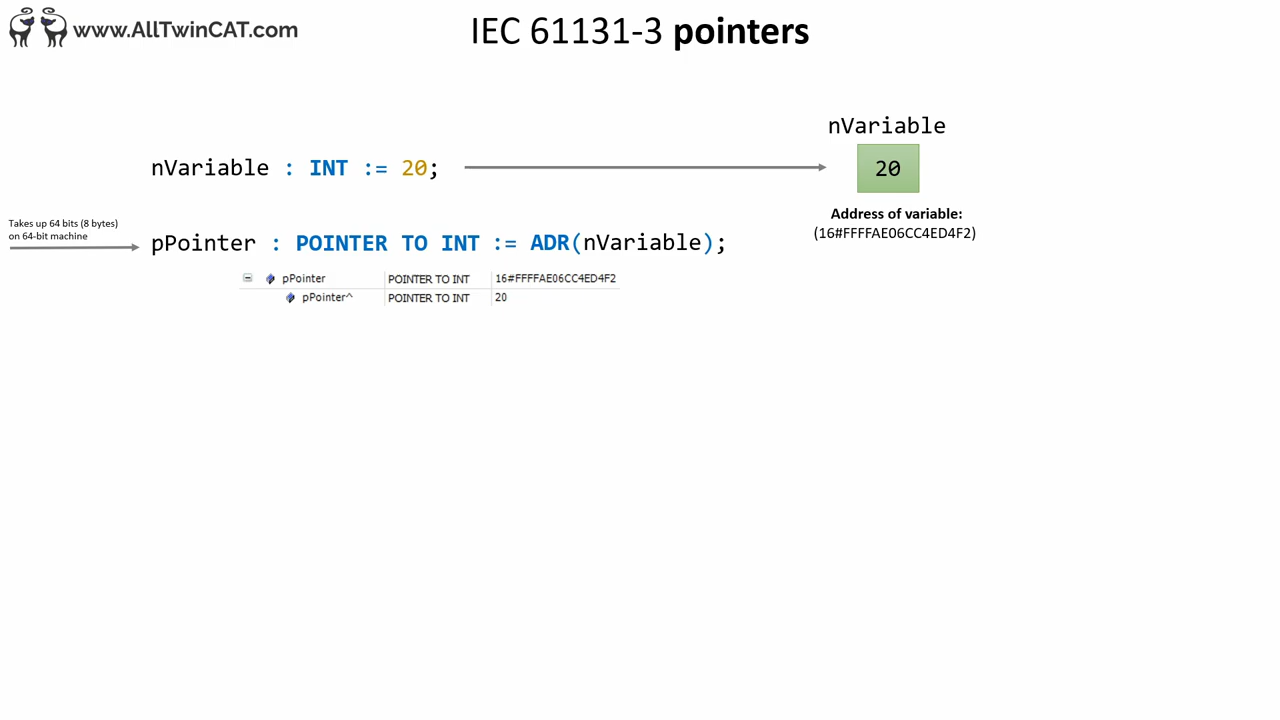 www.AllTwinCAT.com
IEC 61131-3 pointers
nVariable
nVariable : INT := 20;
20
Takes up 64 bits (8 bytes)
on 64-bit machine
Address of variable:
(16#FFFFAE06CC4ED4F2)
pPointer : POINTER TO INT := ADR(nVariable);
pPointer POINTER TO INT 16#FFFFAE06CC4ED4F2
pPointer^ POINTER TO INT 20